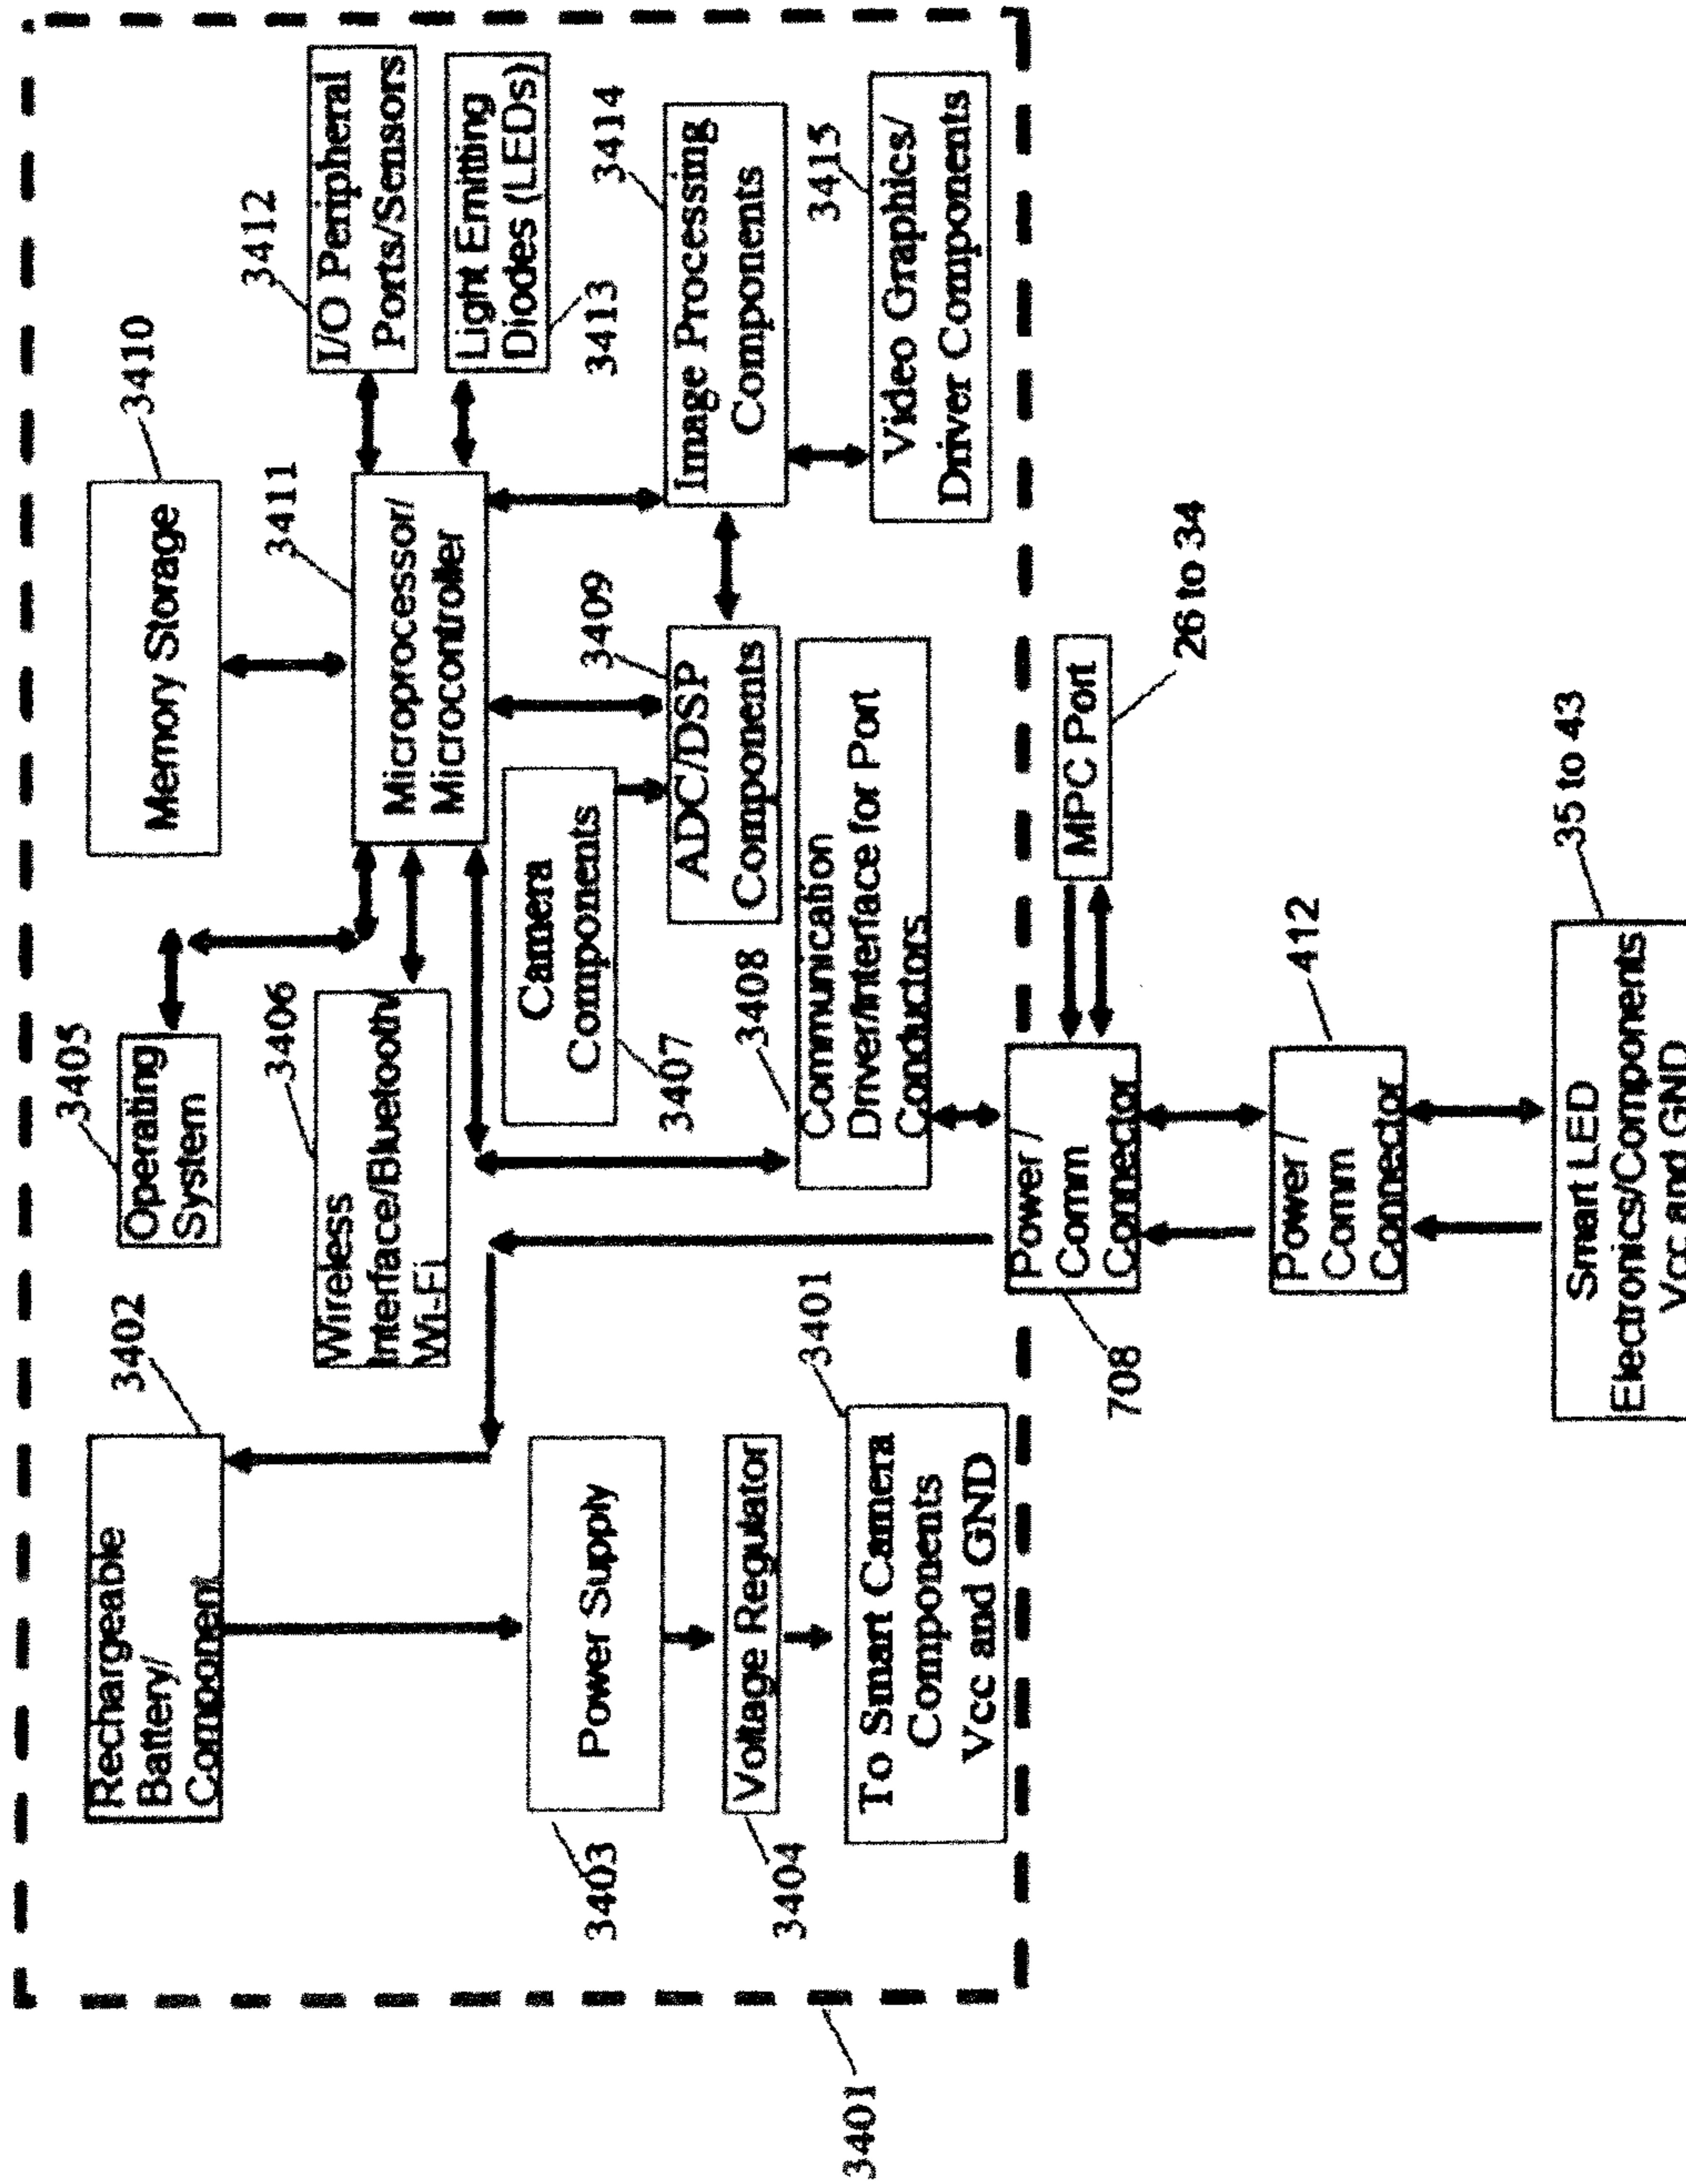 3401
3402
Rechargeable
Battery/
Component
3403
Power Supply
3404
Voltage Regulator
3401
To Smart Camera
Components
Vcc and GND
3405
Operating
System
3406
Wireless
Interface/Bluetooth/
Wi-Fi
3410
Memory Storage
3411
Microprocessor/
Microcontroller
3407
Camera
Components
3409
ADC/DSP
Components
3408
Communication
Driver/Interface for Port
Conductors
3412
I/O Peripheral
Ports/Sensors
3413
Light Emitting
Diodes (LEDs)
3414
Image Processing
Components
3415
Video Graphics/
Driver Components
708
Power /
Comm
Connector
MPC Port
26 to 34
412
Power /
Comm
Connector
35 to 43
Smart LED
Electronics/Components
Vcc and GND